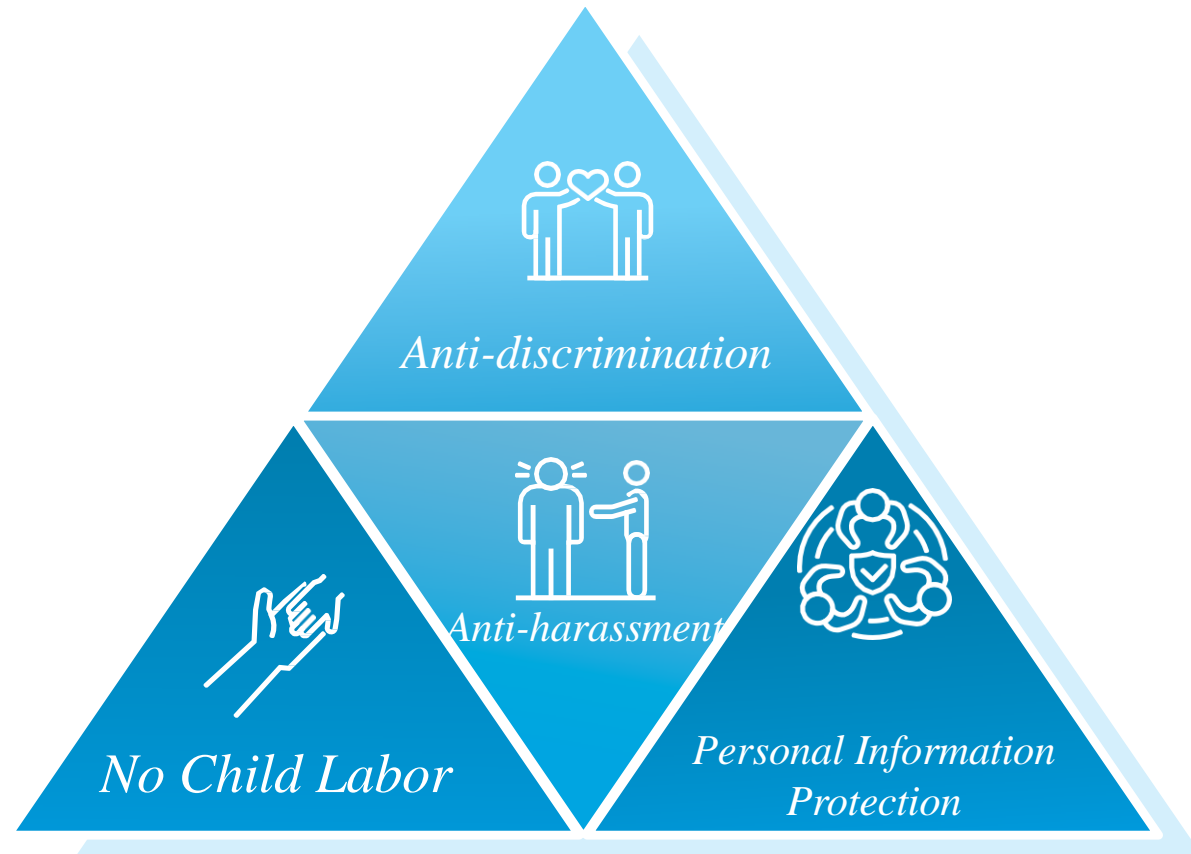 Anti-discrimination
Anti-harassment
No Child Labor
Personal Information
Protection